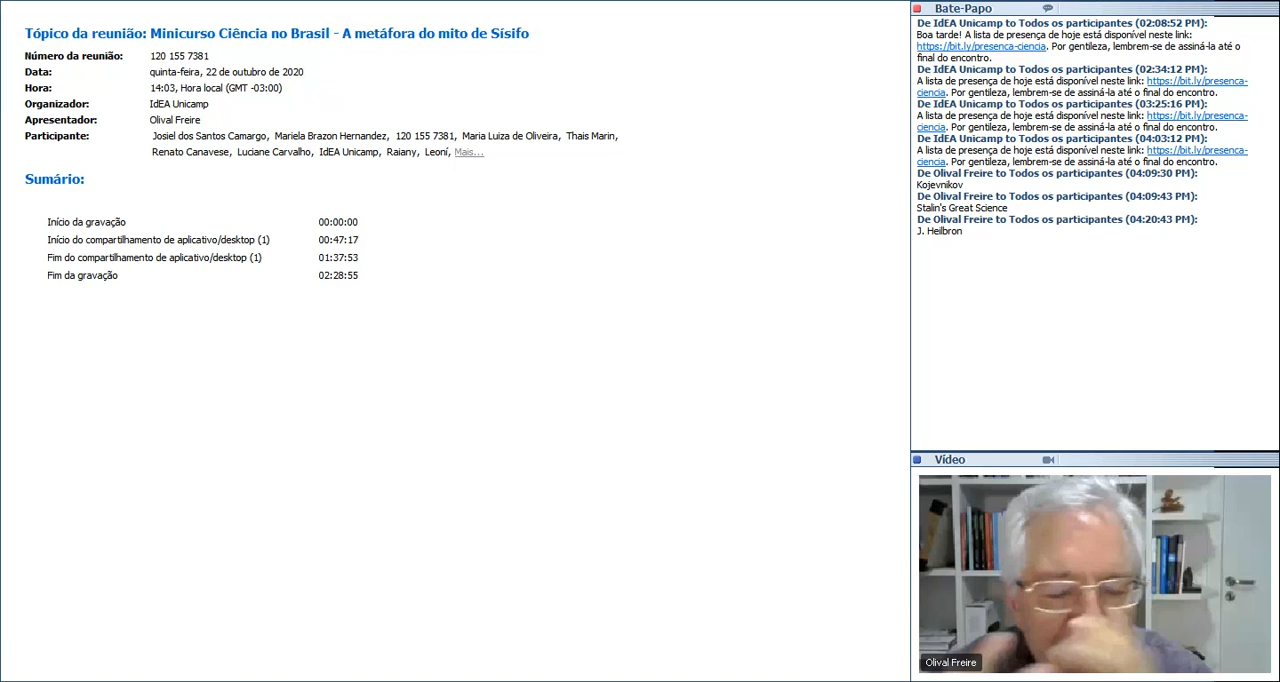 Tópico da reunião: Minicurso Ciência no Brasil - A metáfora do mito de Sísifo
Número da reunião: 120 155 7381
Data: quinta-feira, 22 de outubro de 2020
Hora: 14:03, Hora local (GMT -03:00)
Organizador: IdEA Unicamp
Apresentador: Olival Freire
Participante: Josiel dos Santos Camargo, Mariela Brazon Hernandez, 120 155 7381, Maria Luiza de Oliveira, Thais Marin,
Renato Canavese, Luciane Carvalho, IdEA Unicamp, Raiany, Leoní, Mais...
Sumário:
Início da gravação 00:00:00
Início do compartilhamento de aplicativo/desktop (1) 00:47:17
Fim do compartilhamento de aplicativo/desktop (1) 01:37:53
Fim da gravação 02:28:55
Bate-Papo
De IdEA Unicamp to Todos os participantes (02:08:52 PM):
Boa tarde! A lista de presença de hoje está disponível neste link:
https://bit.ly/presenca-ciencia. Por gentileza, lembrem-se de assiná-la até o
final do encontro.
De IdEA Unicamp to Todos os participantes (02:34:12 PM):
A lista de presença de hoje está disponível neste link: https://bit.ly/presenca-
ciencia. Por gentileza, lembrem-se de assiná-la até o final do encontro.
De IdEA Unicamp to Todos os participantes (03:25:16 PM):
A lista de presença de hoje está disponível neste link: https://bit.ly/presenca-
ciencia. Por gentileza, lembrem-se de assiná-la até o final do encontro.
De IdEA Unicamp to Todos os participantes (04:03:12 PM):
A lista de presença de hoje está disponível neste link: https://bit.ly/presenca-
ciencia. Por gentileza, lembrem-se de assiná-la até o final do encontro.
De Olival Freire to Todos os participantes (04:09:30 PM):
Kojevnikov
De Olival Freire to Todos os participantes (04:09:43 PM):
Stalin's Great Science
De Olival Freire to Todos os participantes (04:20:43 PM):
J. Heilbron
Vídeo
Olival Freire